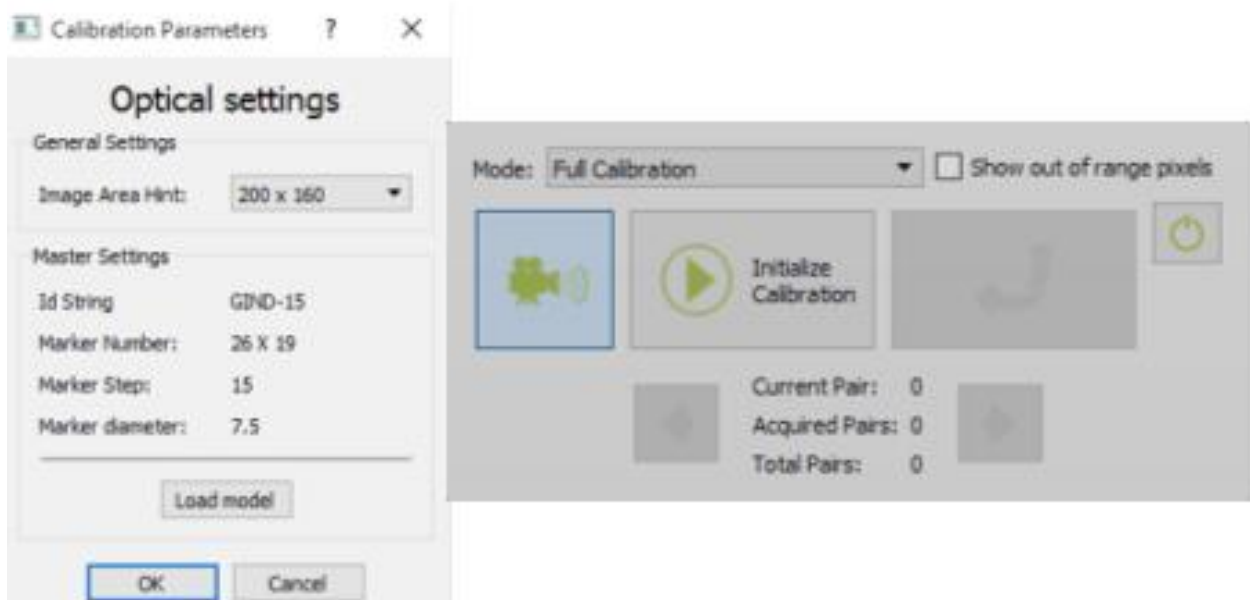 Calibration Parameters ? ×
Optical settings
General Settings
Image Area Hint: 200 x 160
Master Settings
Id String GIND-15
Marker Number: 26 X 19
Marker Step: 15
Marker diameter: 7.5
Load model
OK Cancel
Mode: Full Calibration Show out of range pixels
Initialize
Calibration
Current Pair: 0
Acquired Pairs: 0
Total Pairs: 0